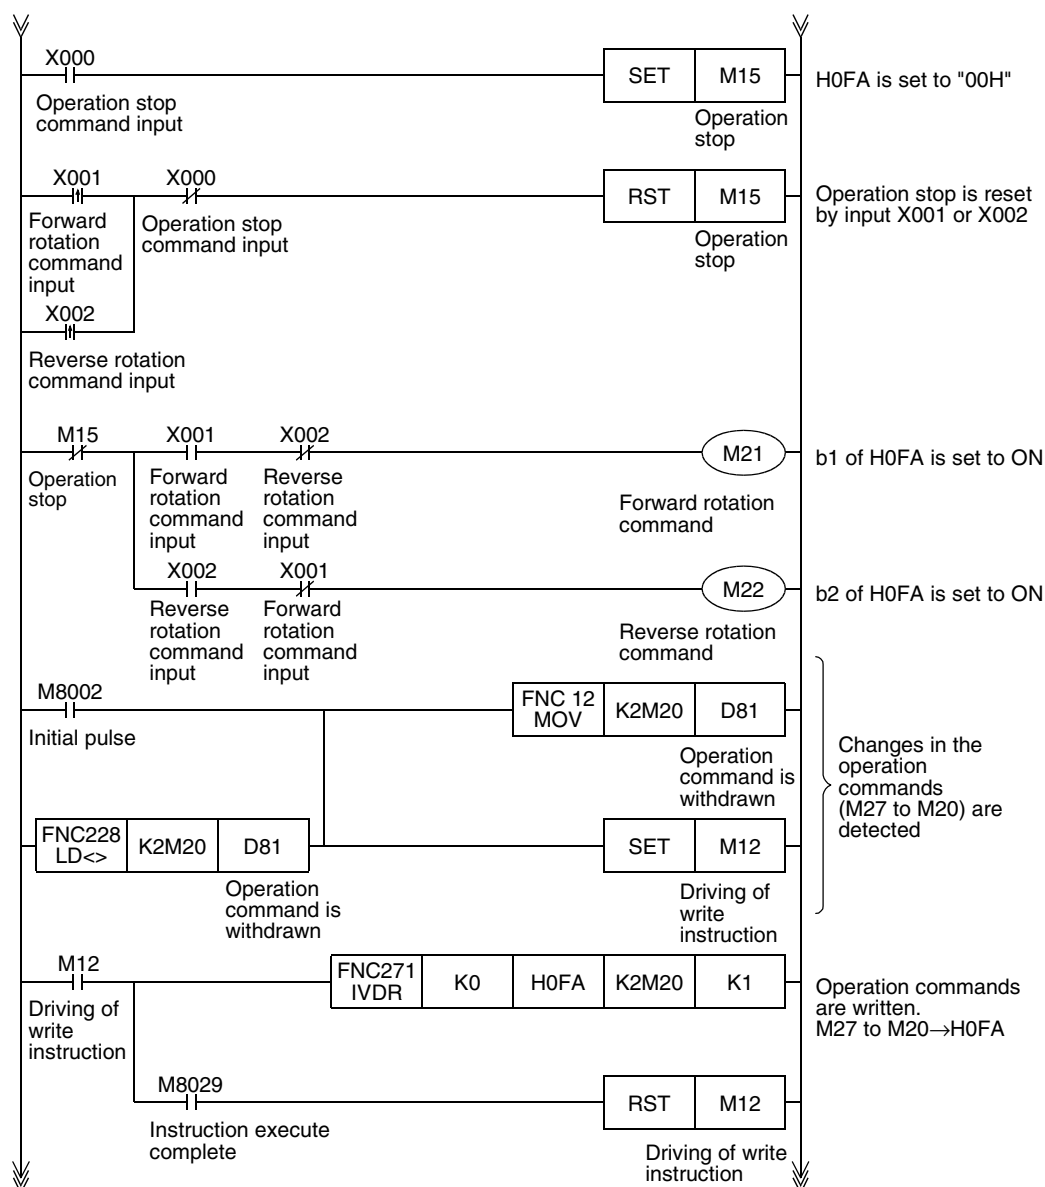 X000
SET M15
H0FA is set to "00H"
Operation stop
command input
Operation
stop
X001 X000
RST M15
Operation stop is reset
by input X001 or X002
Forward
rotation
command
input
Operation stop
command input
Operation
stop
X002
Reverse rotation
command input
M15 X001 X002
M21
b1 of H0FA is set to ON
Operation
stop
Forward
rotation
command
input
Reverse
rotation
command
input
Forward rotation
command
X002 X001
M22
b2 of H0FA is set to ON
Reverse
rotation
command
input
Forward
rotation
command
input
Reverse rotation
command
M8002
FNC 12
MOV
K2M20 D81
Initial pulse
Operation
command is
withdrawn
Changes in the
operation
commands
(M27 to M20) are
detected
FNC228
LD<>
K2M20 D81
SET M12
Operation
command is
withdrawn
Driving of
write
instruction
M12
FNC271
IVDR
K0 H0FA K2M20 K1
Operation commands
are written.
M27 to M20→H0FA
Driving of
write
instruction
M8029
RST M12
Instruction execute
complete
Driving of write
instruction